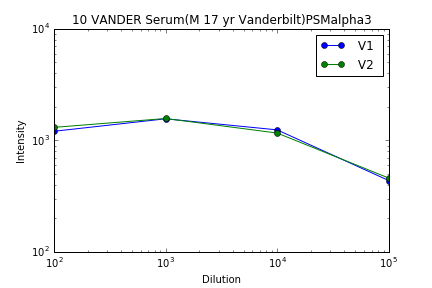 10 VANDER Serum(M 17 yr Vanderbilt)PSMalpha3
10⁴
V1
V2
10³
Intensity
10²
10² 10³ 10⁴ 10⁵
Dilution